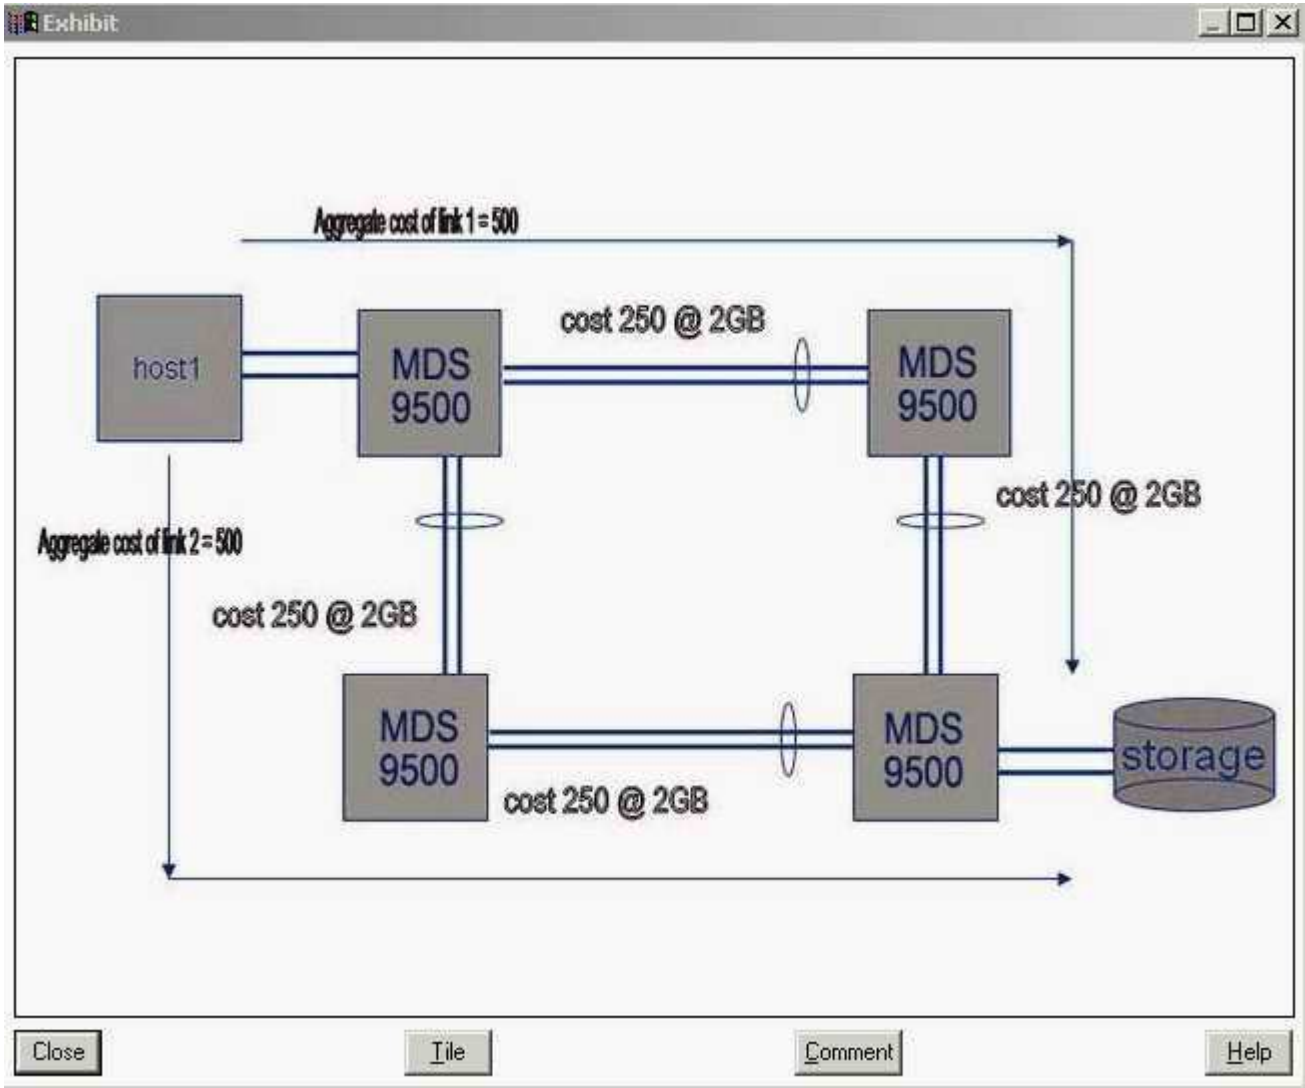 Exhibit
Aggregate cost of link 1 = 500
cost 250 @ 2GB
host1
MDS
9500
MDS
9500
cost 250 @ 2GB
Aggregate cost of link 2 = 500
cost 250 @ 2GB
MDS
9500
MDS
9500
storage
cost 250 @ 2GB
Close
Tile
Comment
Help